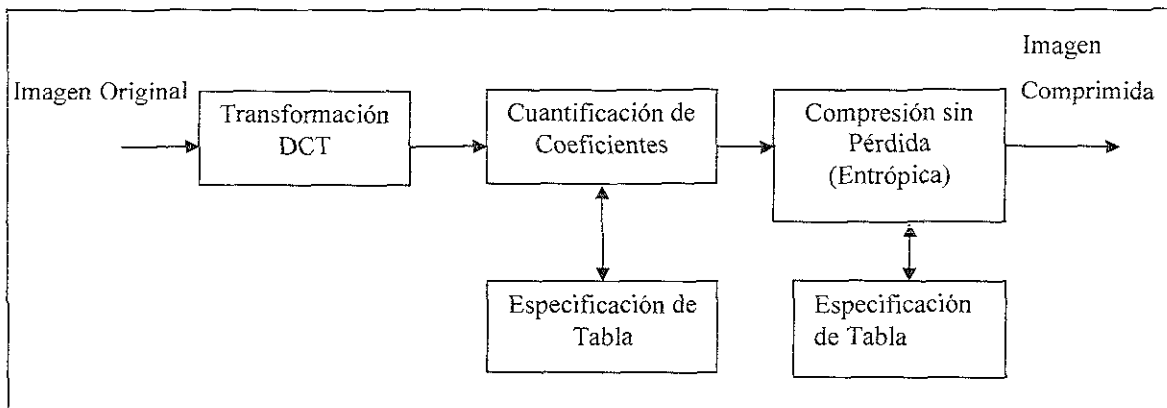 Imagen Original
Transformación
DCT
Cuantificación de
Coeficientes
Compresión sin
Pérdida
(Entrópica)
Imagen
Comprimida
Especificación de
Tabla
Especificación
de Tabla